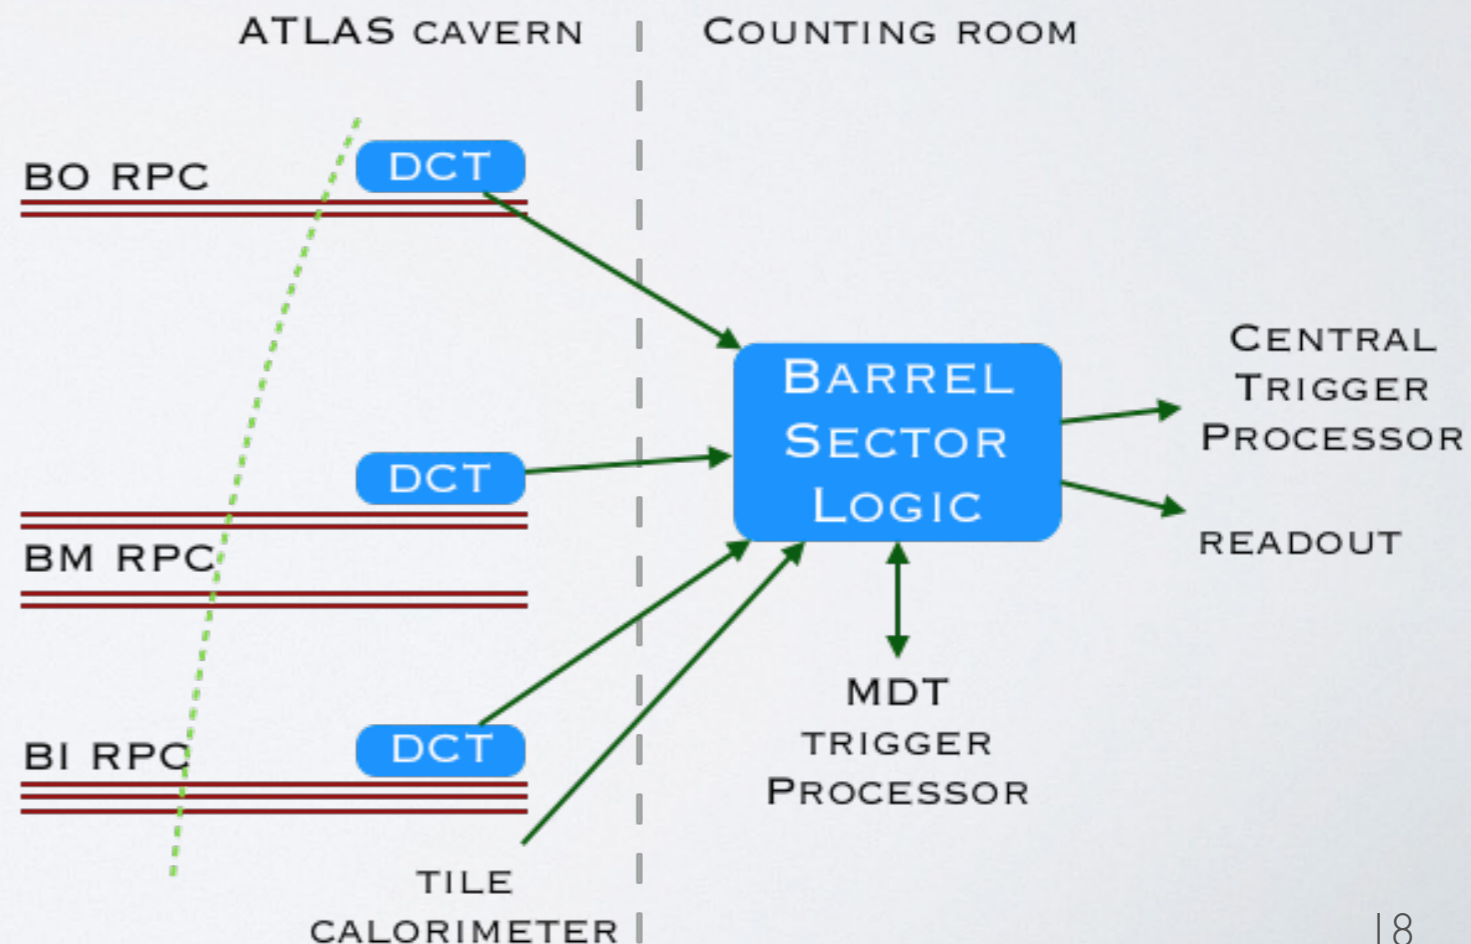 ATLAS CAVERN
COUNTING ROOM
BO RPC
DCT
DCT
BM RPC
BI RPC
DCT
TILE
CALORIMETER
BARREL
SECTOR
LOGIC
CENTRAL
TRIGGER
PROCESSOR
READOUT
MDT
TRIGGER
PROCESSOR
18